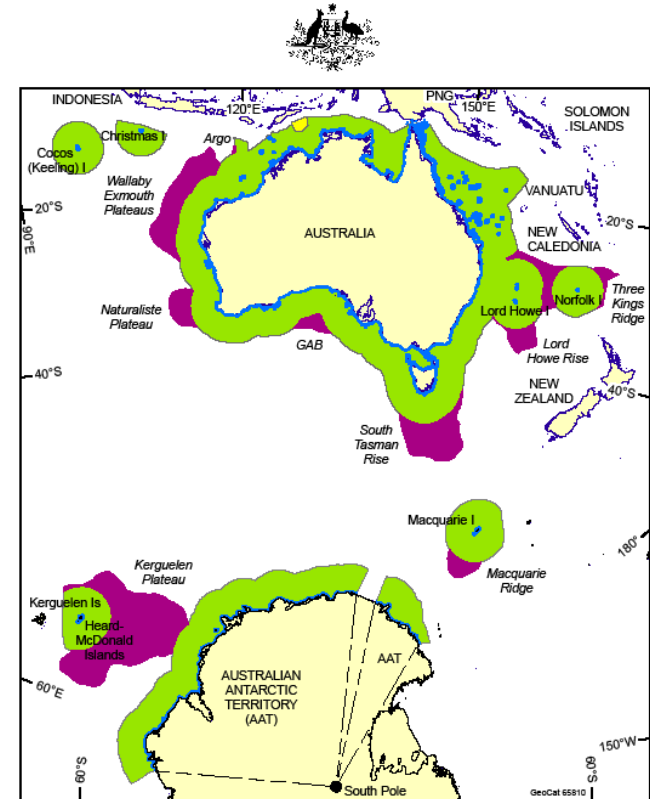 INDONESIA
120°E
PNG
150°E
SOLOMON
ISLANDS
Christmas I
Argo
Cocos
(Keeling) I
Wallaby
Exmouth
Plateaus
VANUATU
20°S
90°E
AUSTRALIA
20°S
NEW
CALEDONIA
Naturaliste
Plateau
GAB
Lord Howe I
Norfolk I
Three
Kings
Ridge
Lord
Howe Rise
40°S
NEW
ZEALAND
40°S
South
Tasman
Rise
Macquarie I
180°
Macquarie
Ridge
Kerguelen
Plateau
Kerguelen Is
Heard-
McDonald
Islands
60°E
AUSTRALIAN
ANTARCTIC
TERRITORY
(AAT)
AAT
150°W
60°S
South Pole
60°S
GeoCat 65810